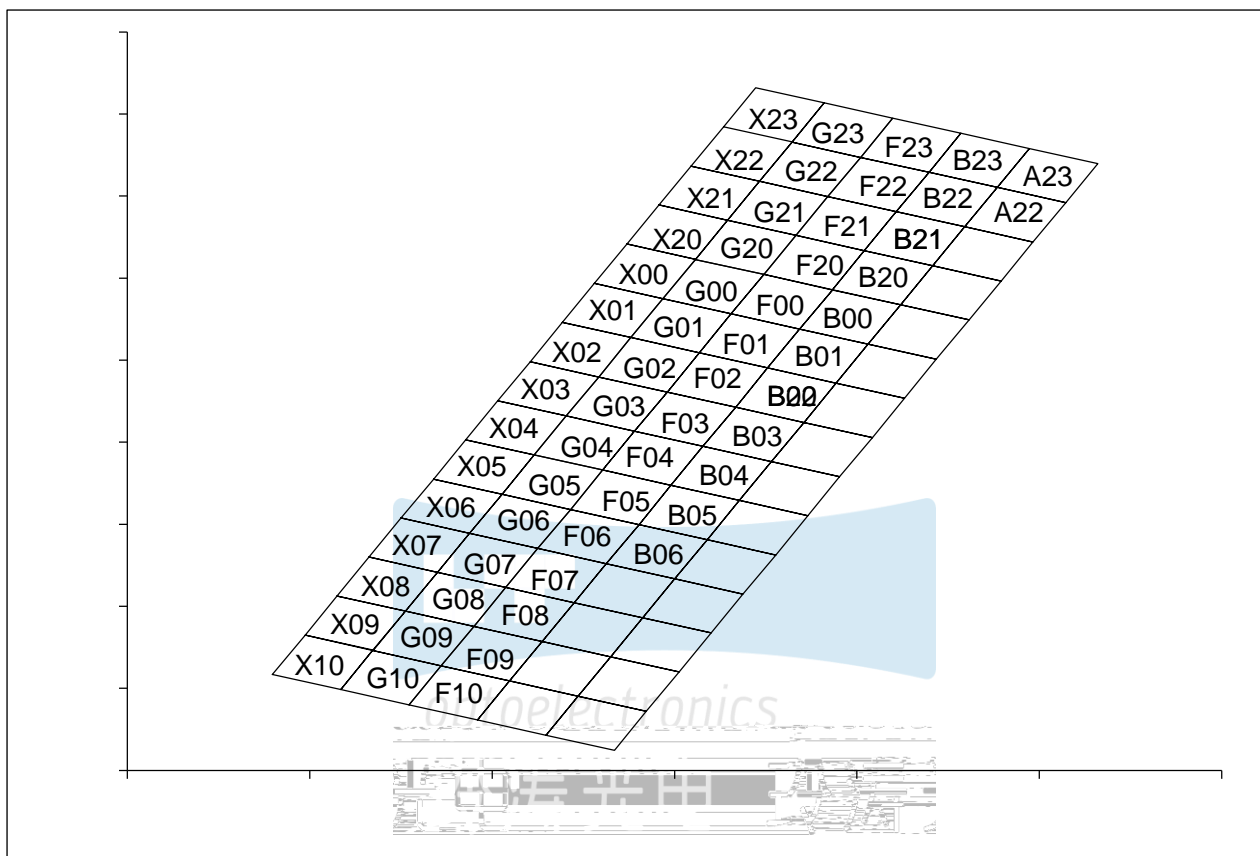 X23 G23 F23 B23 A23
X22 G22 F22 B22 A22
X21 G21 F21 B21
X20 G20 F20 B20
X00 G00 F00 B00
X01 G01 F01 B01
X02 G02 F02
X03 G03 F03 B03
X04 G04 F04 B04
X05 G05 F05 B05
X06 G06 F06 B06
X07 G07 F07
X08 G08 F08
X09 G09 F09
X10 G10 F10
optoelectronics